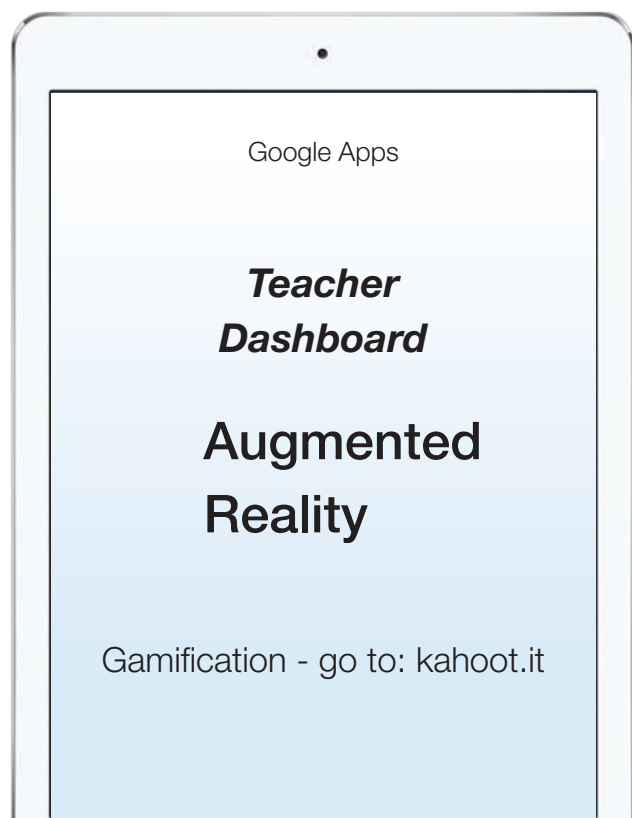 Google Apps
Teacher
Dashboard
Augmented
Reality
Gamification - go to: kahoot.it